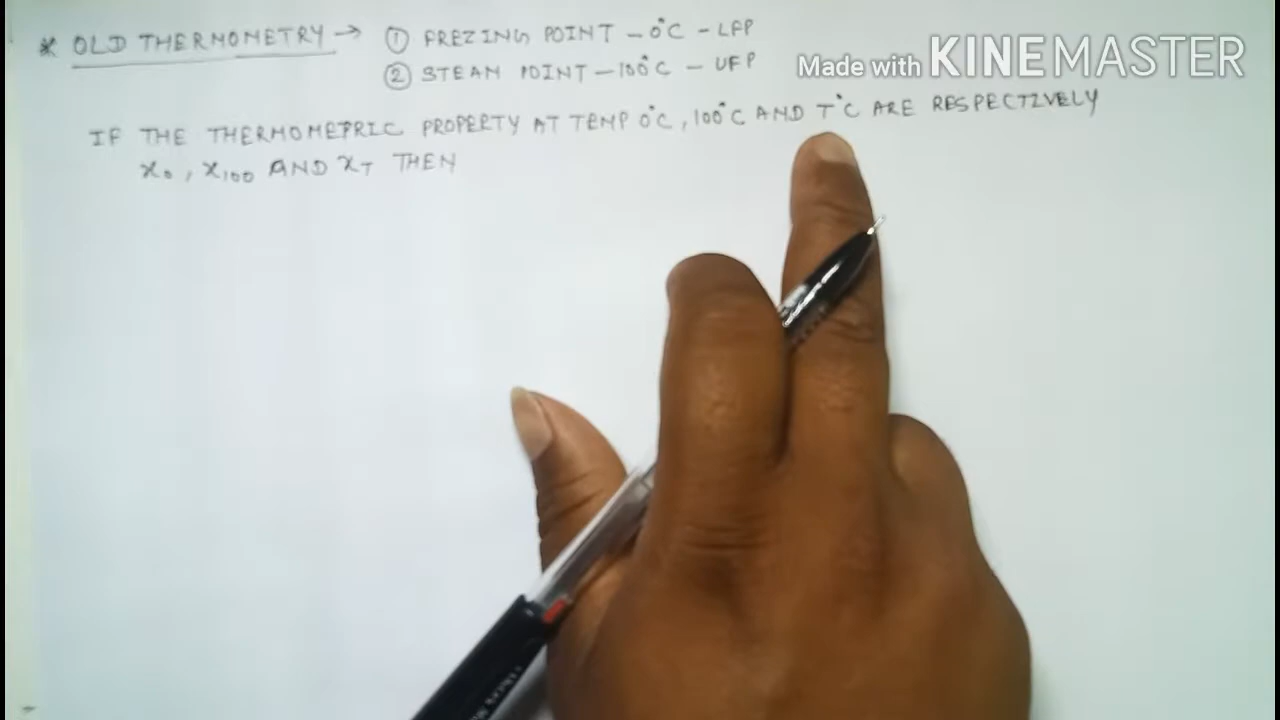 * OLD THERMOMETRY → ① FREZING POINT – 0°C – LFP
② STEAM POINT – 100°C – UFP
Made with KINEMASTER
IF THE THERMOMETRIC PROPERTY AT TEMP 0°C, 100°C AND T°C ARE RESPECTIVELY
x₀, x₁₀₀ AND x_T THEN